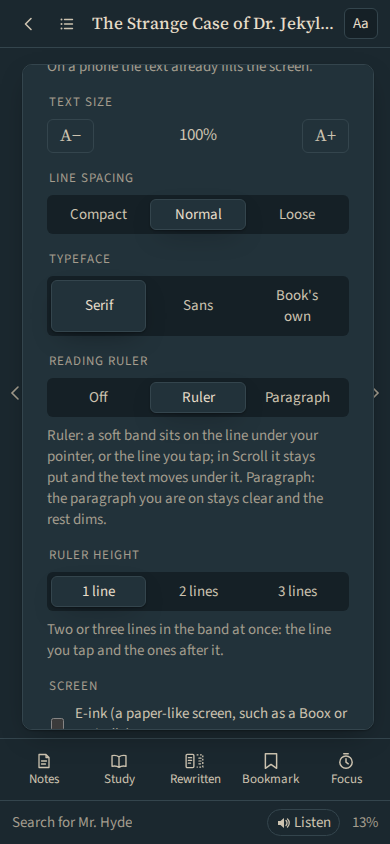 The Strange Case of Dr. Jekyl...
Aa
On a phone the text already fills the screen.
TEXT SIZE
A−
100%
A+
LINE SPACING
Compact
Normal
Loose
TYPEFACE
Serif
Sans
Book's
own
READING RULER
Off
Ruler
Paragraph
Ruler: a soft band sits on the line under your
pointer, or the line you tap; in Scroll it stays
put and the text moves under it. Paragraph:
the paragraph you are on stays clear and the
rest dims.
RULER HEIGHT
1 line
2 lines
3 lines
Two or three lines in the band at once: the line
you tap and the ones after it.
SCREEN
E-ink (a paper-like screen, such as a Boox or
Notes
Study
Rewritten
Bookmark
Focus
Search for Mr. Hyde
Listen
13%